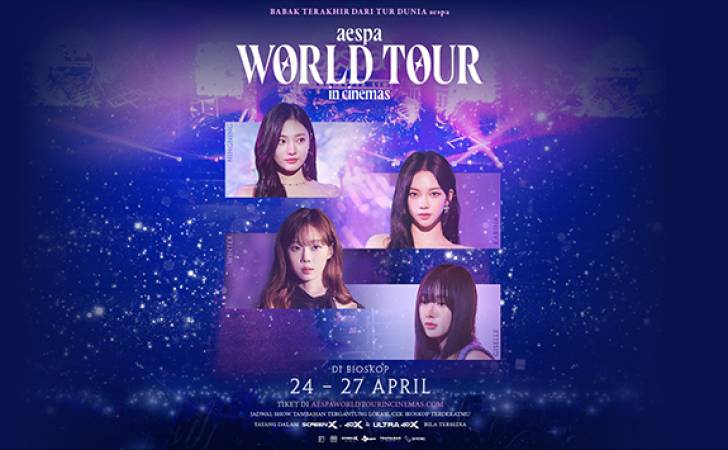 BABAK TERAKHIR DARI TUR DUNIA aespa
aespa
WORLD TOUR
in cinemas
NINGNING
KARINA
WINTER
GISELLE
DI BIOSKOP
24 – 27 APRIL
TIKET DI AESPAWORLDTOURINCINEMAS.COM
JADWAL SHOW TAMBAHAN TERGANTUNG LOKASI, CEK BIOSKOP TERDEKATMU
TAYANG DALAM SCREENX, 4DX & ULTRA 4DX BILA TERSEDIA